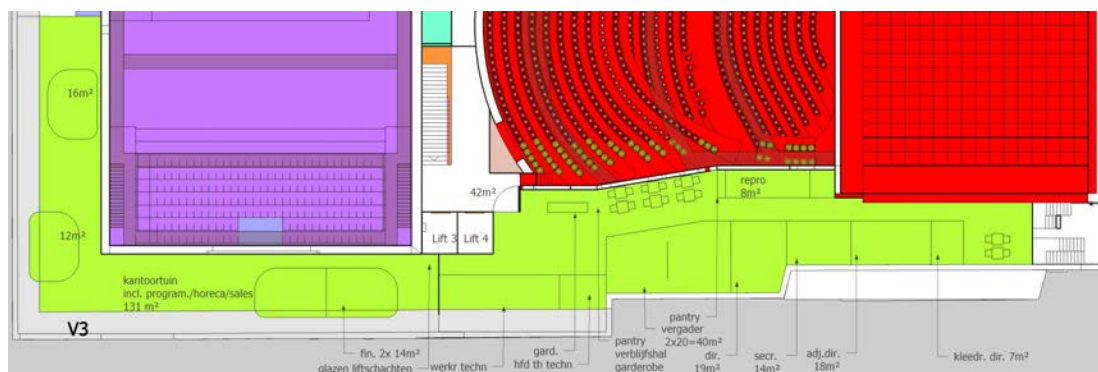 16m²
42m²
repro
8m²
12m²
Lift 3
Lift 4
kantoortuin
incl. program./horeca/sales
131 m²
V3
fin. 2x 14m²
glazen liftschachten
werkr techn
gard.
hfd th techn
pantry
verblijfshal
garderobe
pantry
vergader
2x20=40m²
dir.
19m²
secr.
14m²
adj.dir.
18m²
kleedr. dir. 7m²